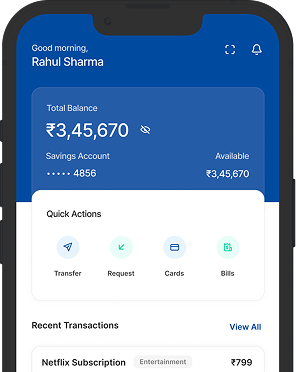 Good morning,
Rahul Sharma
Total Balance
₹3,45,670
Savings Account Available
••••• 4856 ₹3,45,670
Quick Actions
Transfer Request Cards Bills
Recent Transactions View All
Netflix Subscription Entertainment ₹799